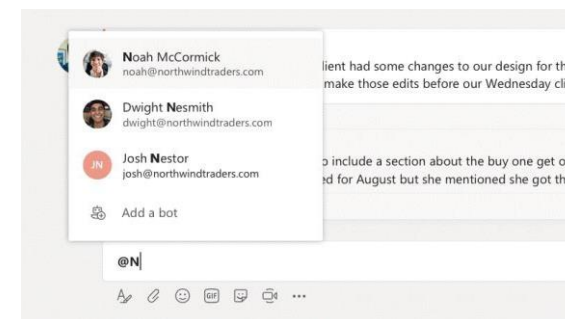 Noah McCormick
noah@northwindtraders.com
Dwight Nesmith
dwight@northwindtraders.com
JN
Josh Nestor
josh@northwindtraders.com
Add a bot
lient had some changes to our design for th
make those edits before our Wednesday cli
include a section about the buy one get o
ed for August but she mentioned she got th
@N
GIF